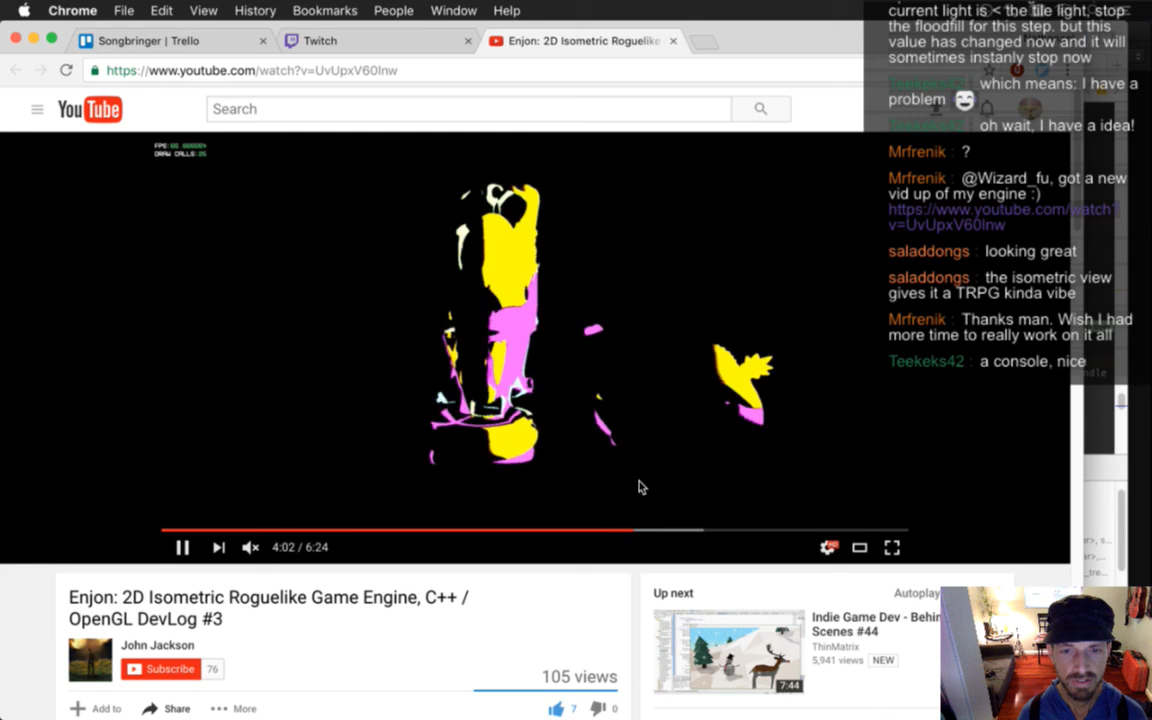 Chrome File Edit View History Bookmarks People Window Help
Songbringer | Trello
Twitch
Enjon: 2D Isometric Roguelike
https://www.youtube.com/watch?v=UvUpxV60Inw
YouTube
Search
FPS:
DRAW CALLS:
4:02 / 6:24
Enjon: 2D Isometric Roguelike Game Engine, C++ /
OpenGL DevLog #3
John Jackson
Subscribe 76
105 views
Add to Share More
7 0
Up next Autoplay
Indie Game Dev - Behin
Scenes #44
ThinMatrix
5,941 views NEW
7:44
current light is < the tile light, stop
the floodfill for this step. but this
value has changed now and it will
sometimes instanly stop now
Teekeks42 : which means: I have a
problem
Teekeks42 : oh wait, I have a idea!
Mrfrenik : ?
Mrfrenik : @Wizard_fu, got a new
vid up of my engine :)
https://www.youtube.com/watch?
v=UvUpxV60Inw
saladdongs : looking great
saladdongs : the isometric view
gives it a TRPG kinda vibe
Mrfrenik : Thanks man. Wish I had
more time to really work on it all
Teekeks42 : a console, nice